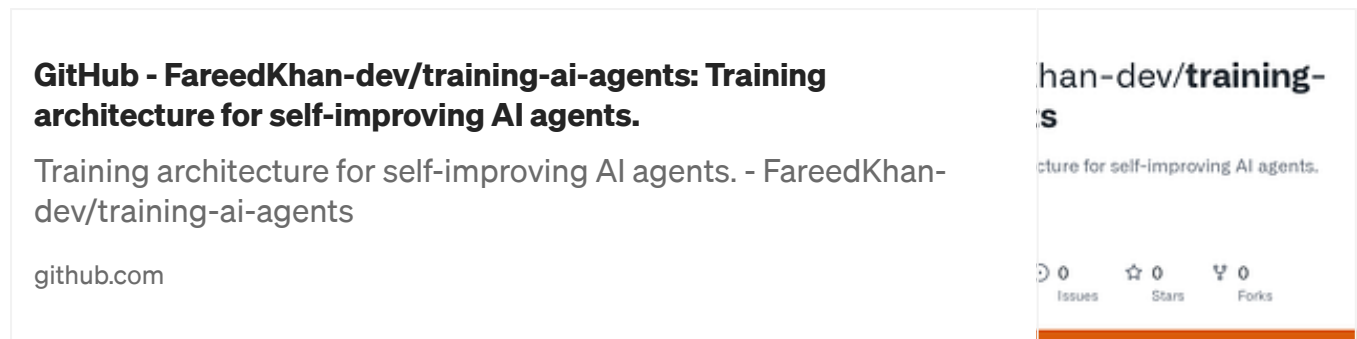 GitHub - FareedKhan-dev/training-ai-agents: Training
architecture for self-improving AI agents.
Training architecture for self-improving AI agents. - FareedKhan-
dev/training-ai-agents
github.com
han-dev/training-
s
cture for self-improving AI agents.
0 0 0
Issues Stars Forks